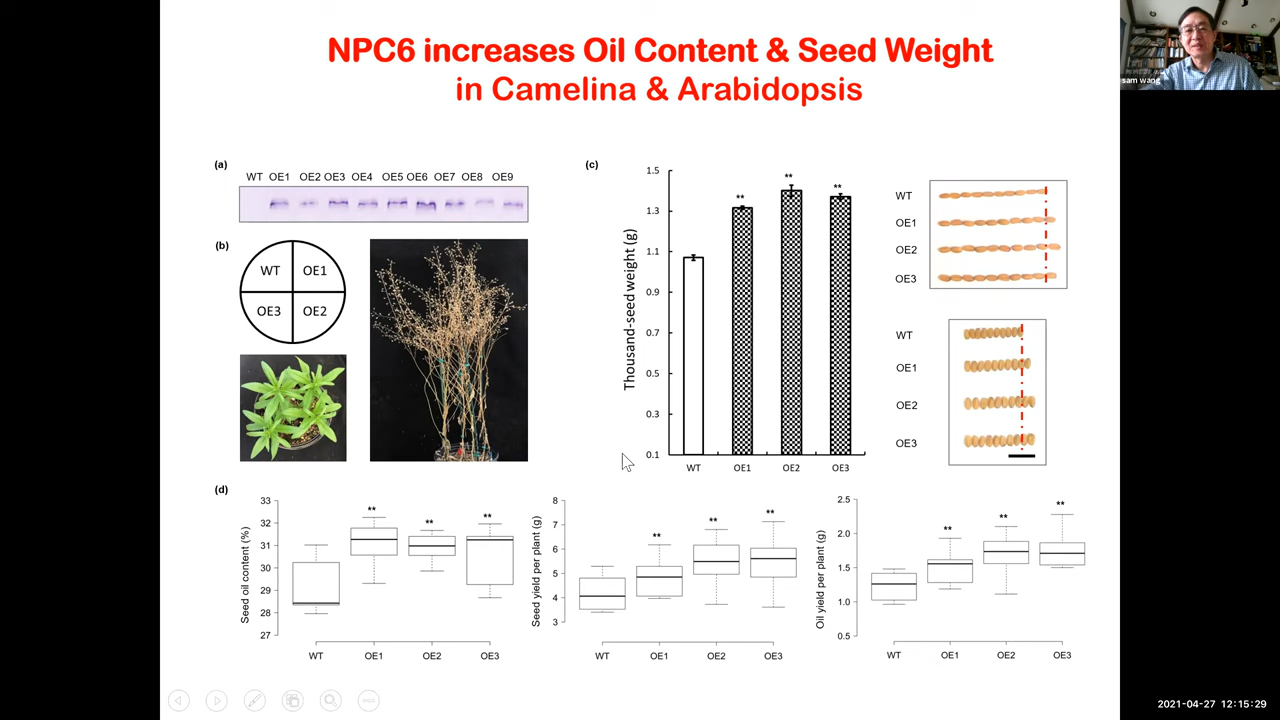 NPC6 increases Oil Content & Seed Weight
in Camelina & Arabidopsis
sam wang
(a)
WT OE1 OE2 OE3 OE4 OE5 OE6 OE7 OE8 OE9
(b)
WT OE1
OE3 OE2
(c)
Thousand-seed weight (g)
1.5
1.3
1.1
0.9
0.7
0.5
0.3
0.1
** ** **
WT OE1 OE2 OE3
WT
OE1
OE2
OE3
WT
OE1
OE2
OE3
(d)
Seed oil content (%)
33
32
31
30
29
28
27
** ** **
WT OE1 OE2 OE3
Seed yield per plant (g)
8
7
6
5
4
3
** ** **
WT OE1 OE2 OE3
Oil yield per plant (g)
2.5
2.0
1.5
1.0
0.5
** ** **
WT OE1 OE2 OE3
2021-04-27 12:15:29